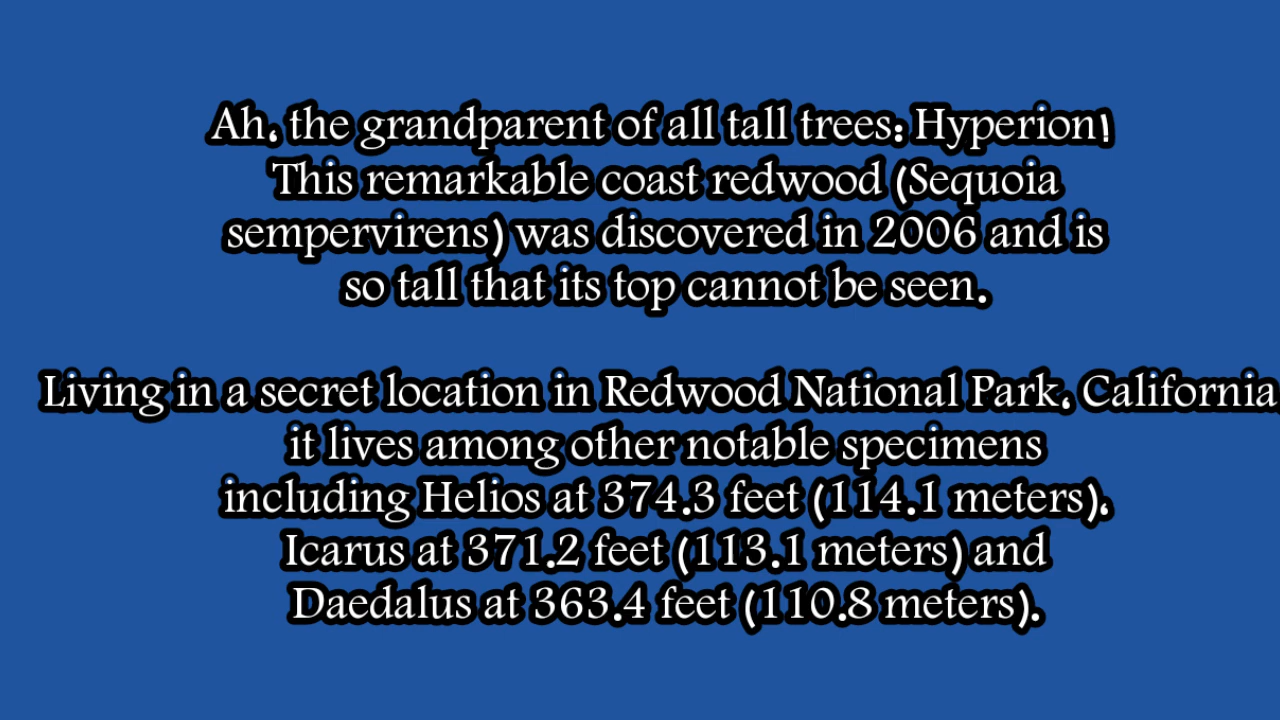 Ah, the grandparent of all tall trees: Hyperion!
This remarkable coast redwood (Sequoia
sempervirens) was discovered in 2006 and is
so tall that its top cannot be seen.
Living in a secret location in Redwood National Park, California
it lives among other notable specimens
including Helios at 374.3 feet (114.1 meters),
Icarus at 371.2 feet (113.1 meters) and
Daedalus at 363.4 feet (110.8 meters).